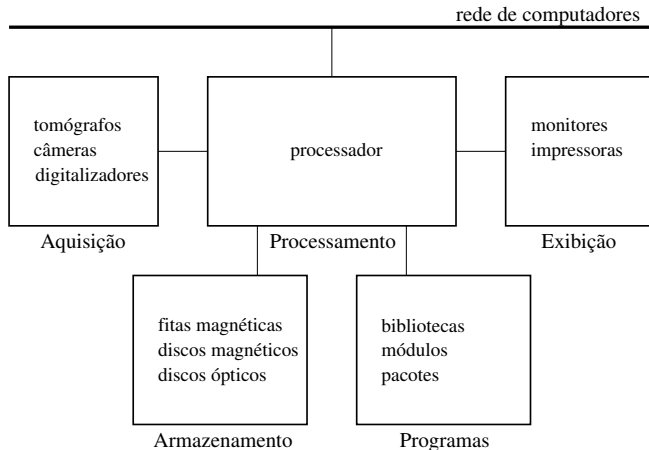 rede de computadores
tomógrafos
câmeras
digitalizadores
Aquisição
processador
Processamento
monitores
impressoras
Exibição
fitas magnéticas
discos magnéticos
discos ópticos
Armazenamento
bibliotecas
módulos
pacotes
Programas